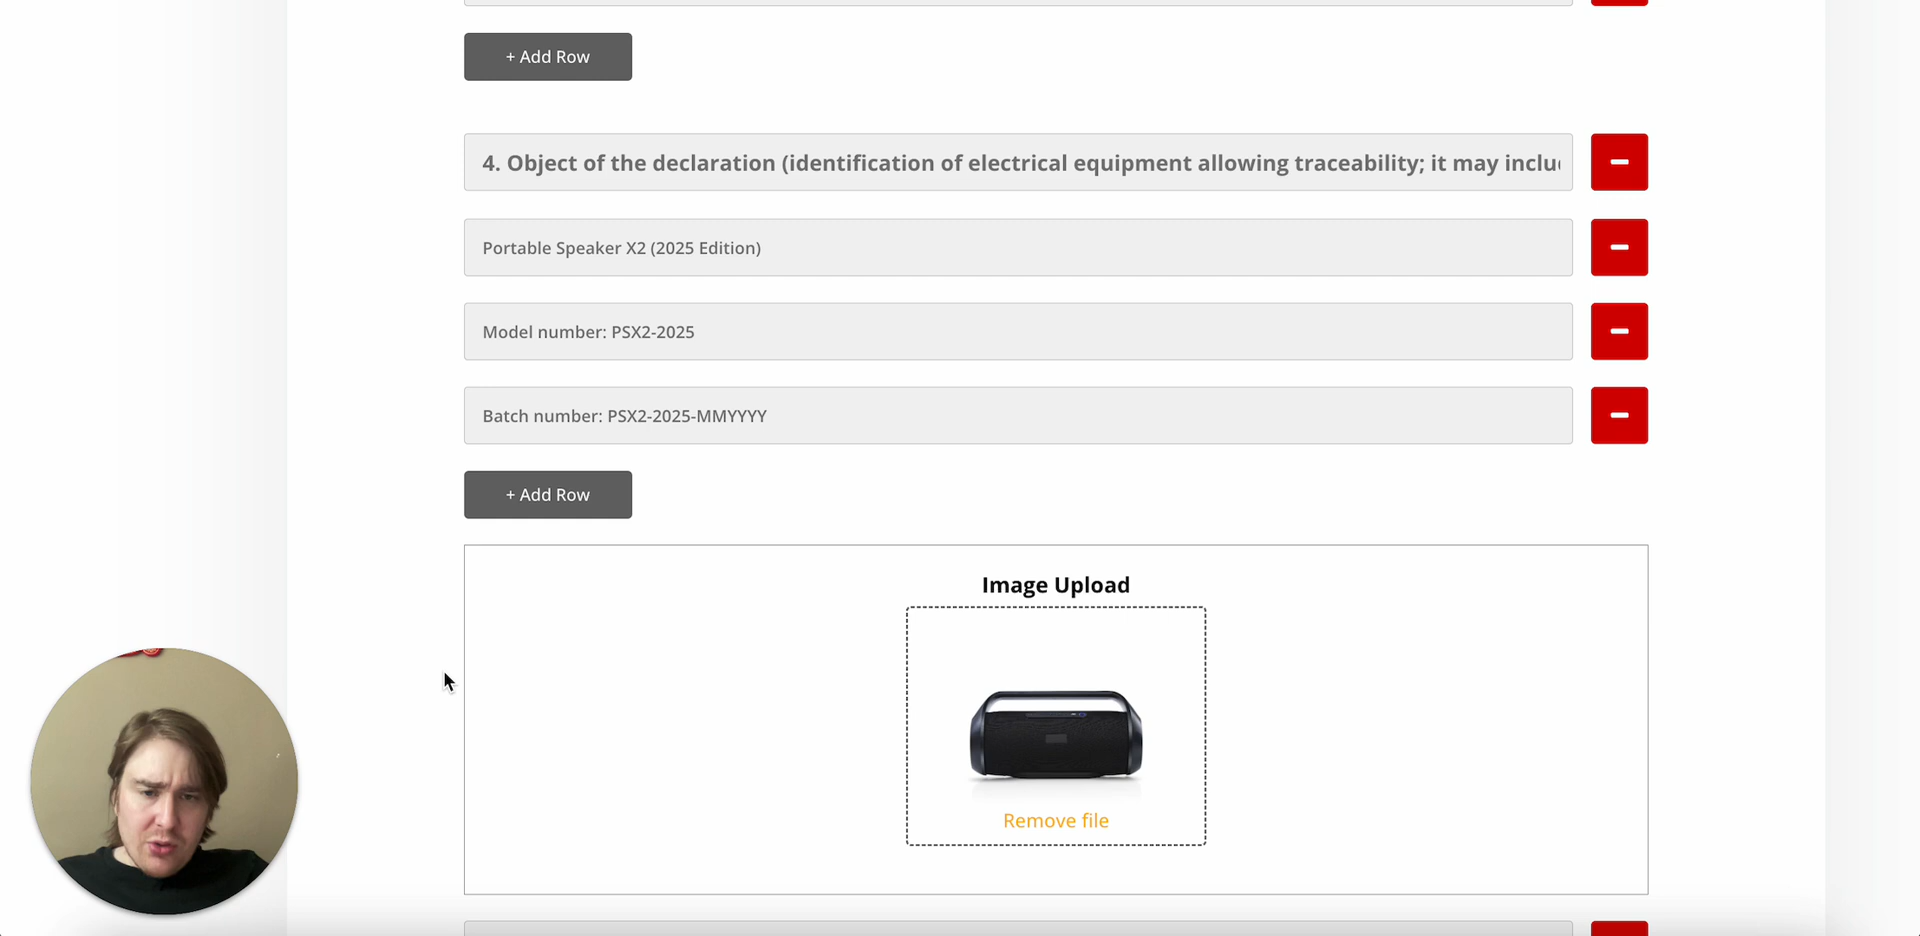 + Add Row
4. Object of the declaration (identification of electrical equipment allowing traceability; it may inclu
Portable Speaker X2 (2025 Edition)
Model number: PSX2-2025
Batch number: PSX2-2025-MMYYYY
+ Add Row
Image Upload
Remove file